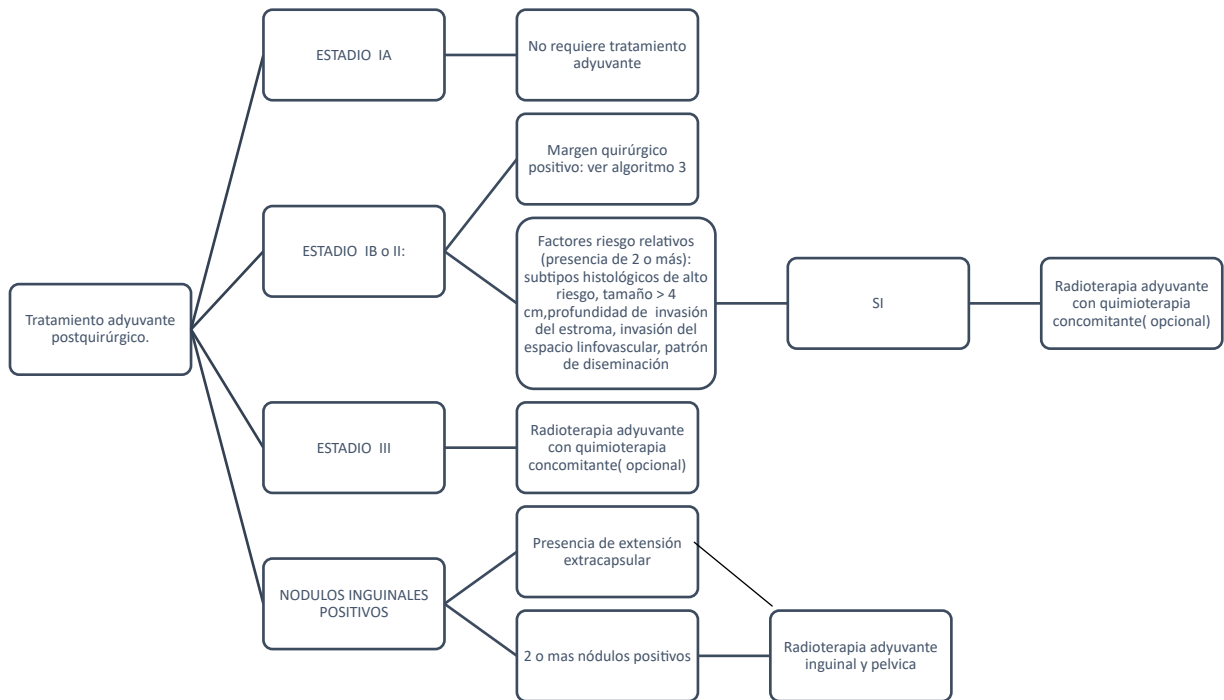 Tratamiento adyuvante
postquirúrgico.
ESTADIO IA
No requiere tratamiento
adyuvante
ESTADIO IB o II:
Margen quirúrgico
positivo: ver algoritmo 3
Factores riesgo relativos
(presencia de 2 o más):
subtipos histológicos de alto
riesgo, tamaño > 4
cm,profundidad de invasión
del estroma, invasión del
espacio linfovascular, patrón
de diseminación
SI
Radioterapia adyuvante
con quimioterapia
concomitante( opcional)
ESTADIO III
Radioterapia adyuvante
con quimioterapia
concomitante( opcional)
NODULOS INGUINALES
POSITIVOS
Presencia de extensión
extracapsular
2 o mas nódulos positivos
Radioterapia adyuvante
inguinal y pelvica